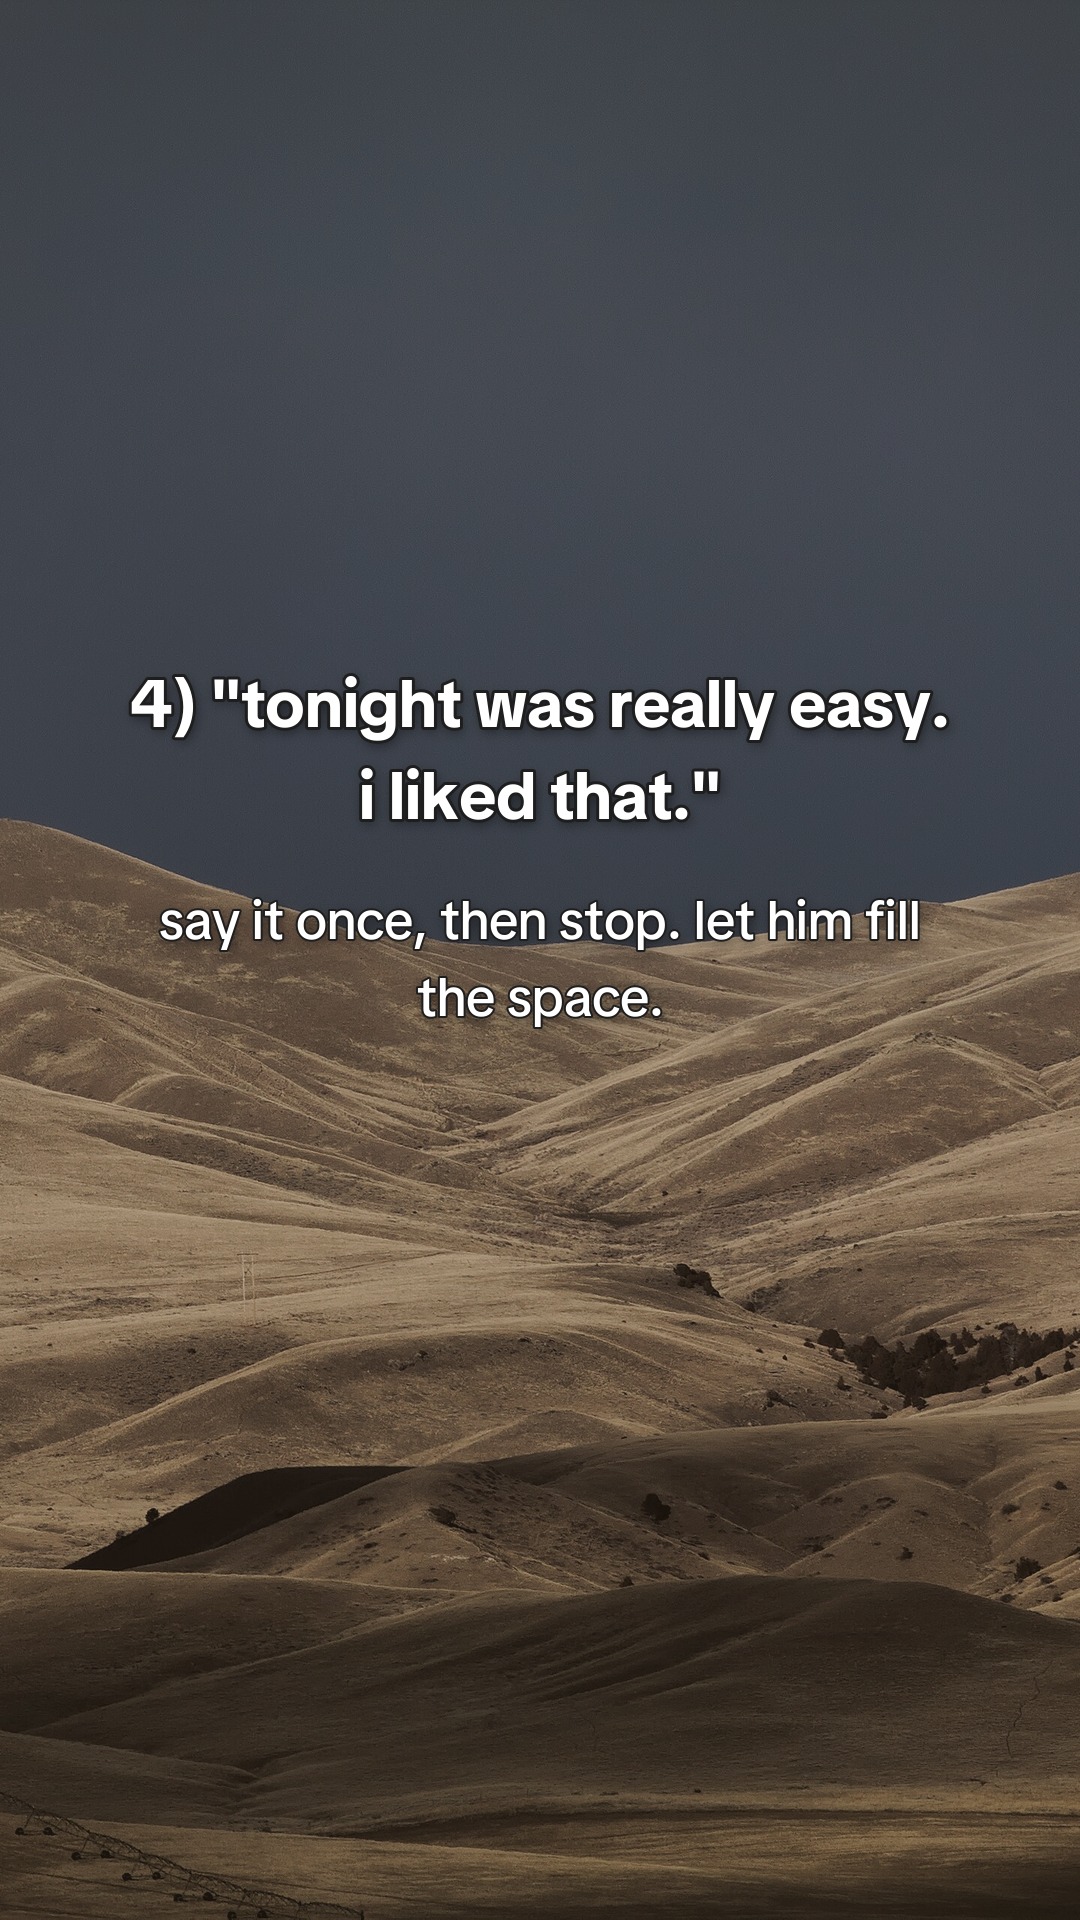 4) "tonight was really easy.
i liked that."
say it once, then stop. let him fill
the space.